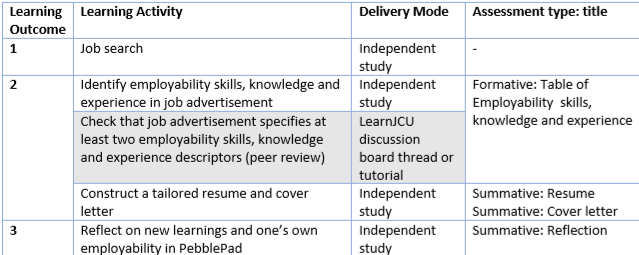 Learning Outcome
Learning Activity
Delivery Mode
Assessment type: title
1
Job search
Independent study
-
2
Identify employability skills, knowledge and
experience in job advertisement
Independent
study
Formative: Table of
Employability skills,
knowledge and experience
Check that job advertisement specifies at
least two employability skills, knowledge
and experience descriptors (peer review)
LearnJCU
discussion
board thread or
tutorial
Construct a tailored resume and cover
letter
Independent
study
Summative: Resume
Summative: Cover letter
3
Reflect on new learnings and one's own
employability in PebblePad
Independent
study
Summative: Reflection